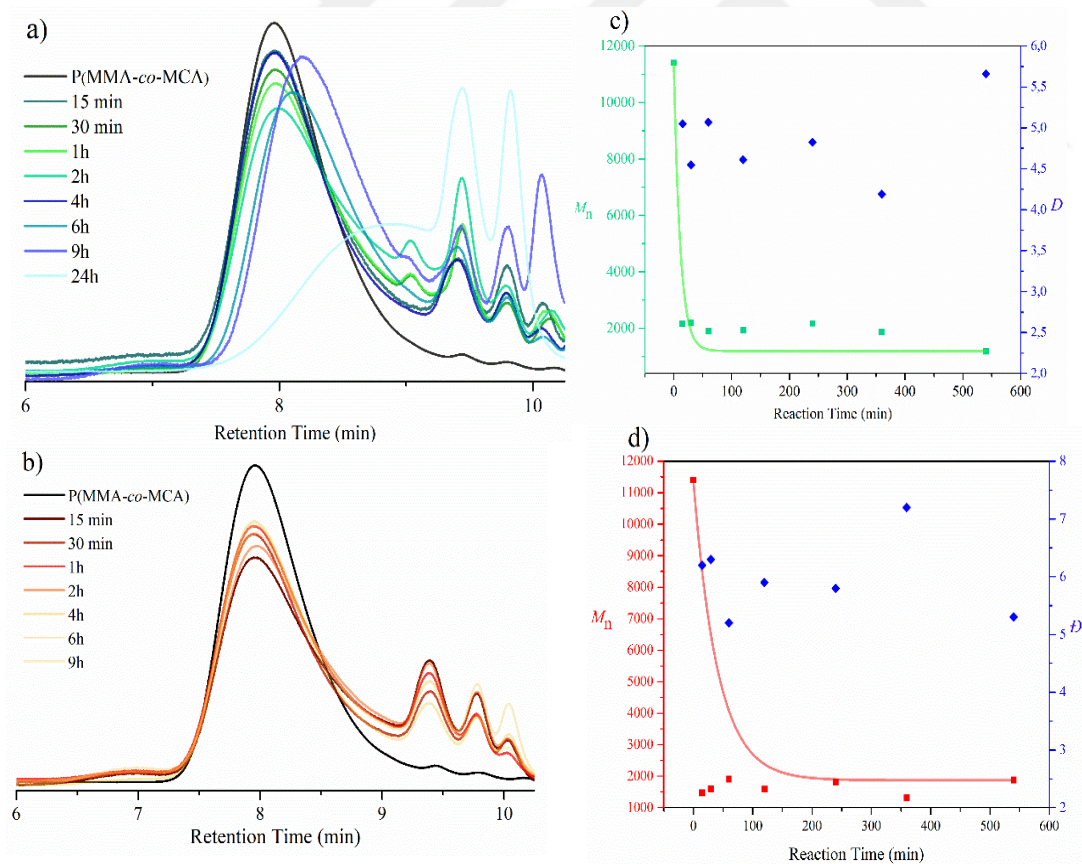 a)
P(MMA-co-MCA)
15 min
30 min
1h
2h
4h
6h
9h
24h
6
8
10
Retention Time (min)
c)
12000
10000
8000
6000
4000
2000
Mn
6,0
5,5
5,0
4,5
4,0
3,5
3,0
2,5
2,0
D
0
100
200
300
400
500
600
Reaction Time (min)
b)
P(MMA-co-MCA)
15 min
30 min
1h
2h
4h
6h
9h
6
7
8
9
10
Retention Time (min)
d)
12000
11000
10000
9000
8000
7000
6000
5000
4000
3000
2000
1000
Mn
8
7
6
5
4
3
2
Đ
0
100
200
300
400
500
600
Reaction Time (min)